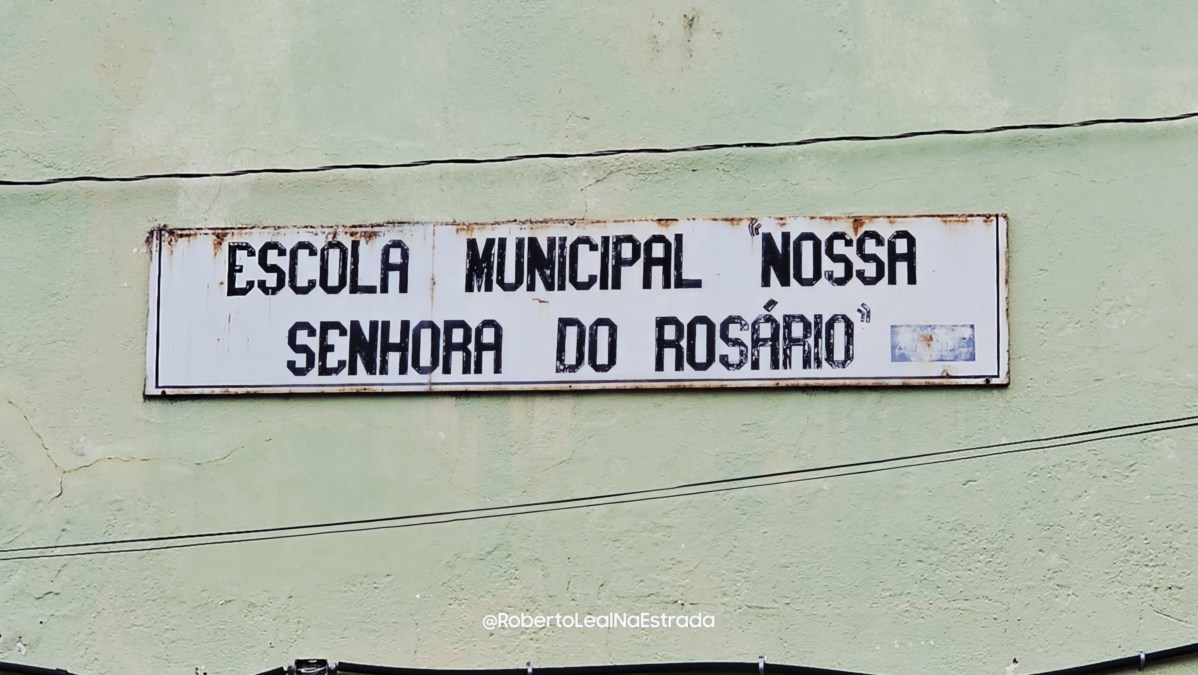 ESCOLA MUNICIPAL "NOSSA
SENHORA DO ROSÁRIO"
@RobertoLealNaEstrada